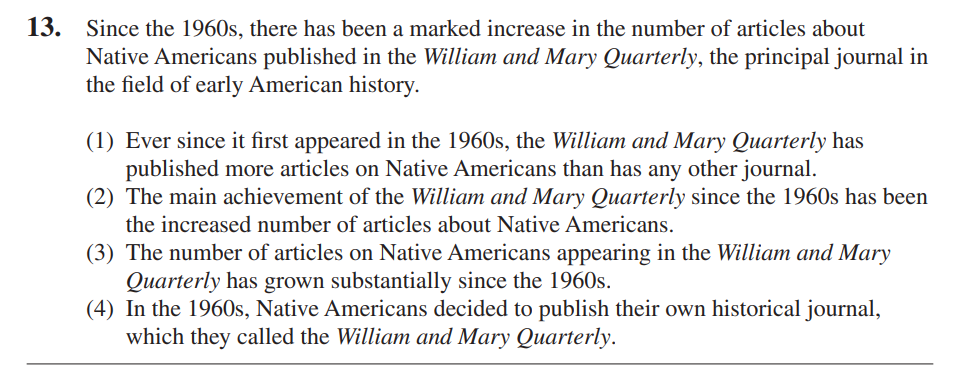 13. Since the 1960s, there has been a marked increase in the number of articles about
Native Americans published in the William and Mary Quarterly, the principal journal in
the field of early American history.
(1) Ever since it first appeared in the 1960s, the William and Mary Quarterly has
published more articles on Native Americans than has any other journal.
(2) The main achievement of the William and Mary Quarterly since the 1960s has been
the increased number of articles about Native Americans.
(3) The number of articles on Native Americans appearing in the William and Mary
Quarterly has grown substantially since the 1960s.
(4) In the 1960s, Native Americans decided to publish their own historical journal,
which they called the William and Mary Quarterly.